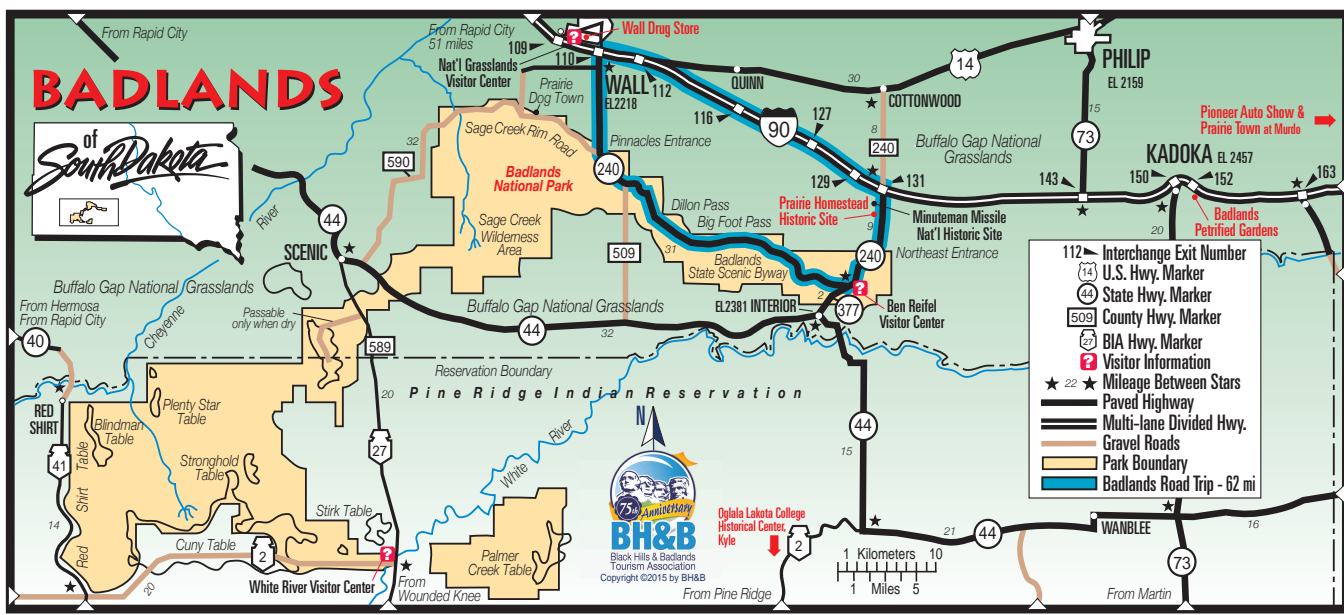 BADLANDS
of
South Dakota
From Rapid City
From Rapid City
51 miles
109
Nat'l Grasslands
Visitor Center
?
Wall Drug Store
110
WALL
EL2218
112
QUINN
30
14
COTTONWOOD
PHILIP
EL 2159
15
73
Pioneer Auto Show &
Prairie Town at Murdo
Prairie
Dog Town
Sage Creek Rim
Road
Pinnacles Entrance
32
590
116
90
127
8
240
Buffalo Gap National
Grasslands
KADOKA EL 2457
150
152
163
143
129
131
Badlands
National Park
240
Prairie Homestead
Historic Site
9
Minuteman Missile
Nat'l Historic Site
Badlands
Petrified Gardens
20
River
44
SCENIC
Sage Creek
Wilderness
Area
Dillon Pass
Big Foot Pass
31
509
Badlands
State Scenic Byway
240
Northeast Entrance
Buffalo Gap National Grasslands
Buffalo Gap National Grasslands
From Hermosa
From Rapid City
40
Cheyenne
Passable
only when dry
2
EL2381 INTERIOR
377
?
Ben Reifel
Visitor Center
44
32
589
Reservation Boundary
Pine Ridge Indian Reservation
20
112 Interchange Exit Number
14 U.S. Hwy. Marker
44 State Hwy. Marker
509 County Hwy. Marker
27 BIA Hwy. Marker
? Visitor Information
22 Mileage Between Stars
Paved Highway
Multi-lane Divided Hwy.
Gravel Roads
Park Boundary
Badlands Road Trip - 62 mi
RED
SHIRT
Blindman
Table
Plenty Star
Table
41
Red Shirt Table
14
Stronghold
Table
27
White
River
N
75th Anniversary
BH&B
Black Hills & Badlands
Tourism Association
Copyright ©2015 by BH&B
44
15
Stirk Table
Cuny Table
2
20
White River Visitor Center
?
From
Wounded Knee
Palmer
Creek Table
Oglala Lakota College
Historical Center,
Kyle
2
From Pine Ridge
21
44
WANBLEE
16
73
From Martin
1 Kilometers 10
1 Miles 5